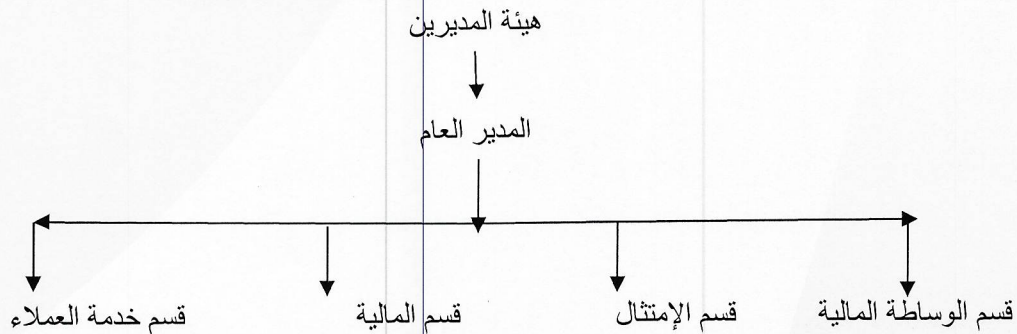 هيئة المديرين
المدير العام
قسم الوساطة المالية
قسم الإمتثال
قسم المالية
قسم خدمة العملاء